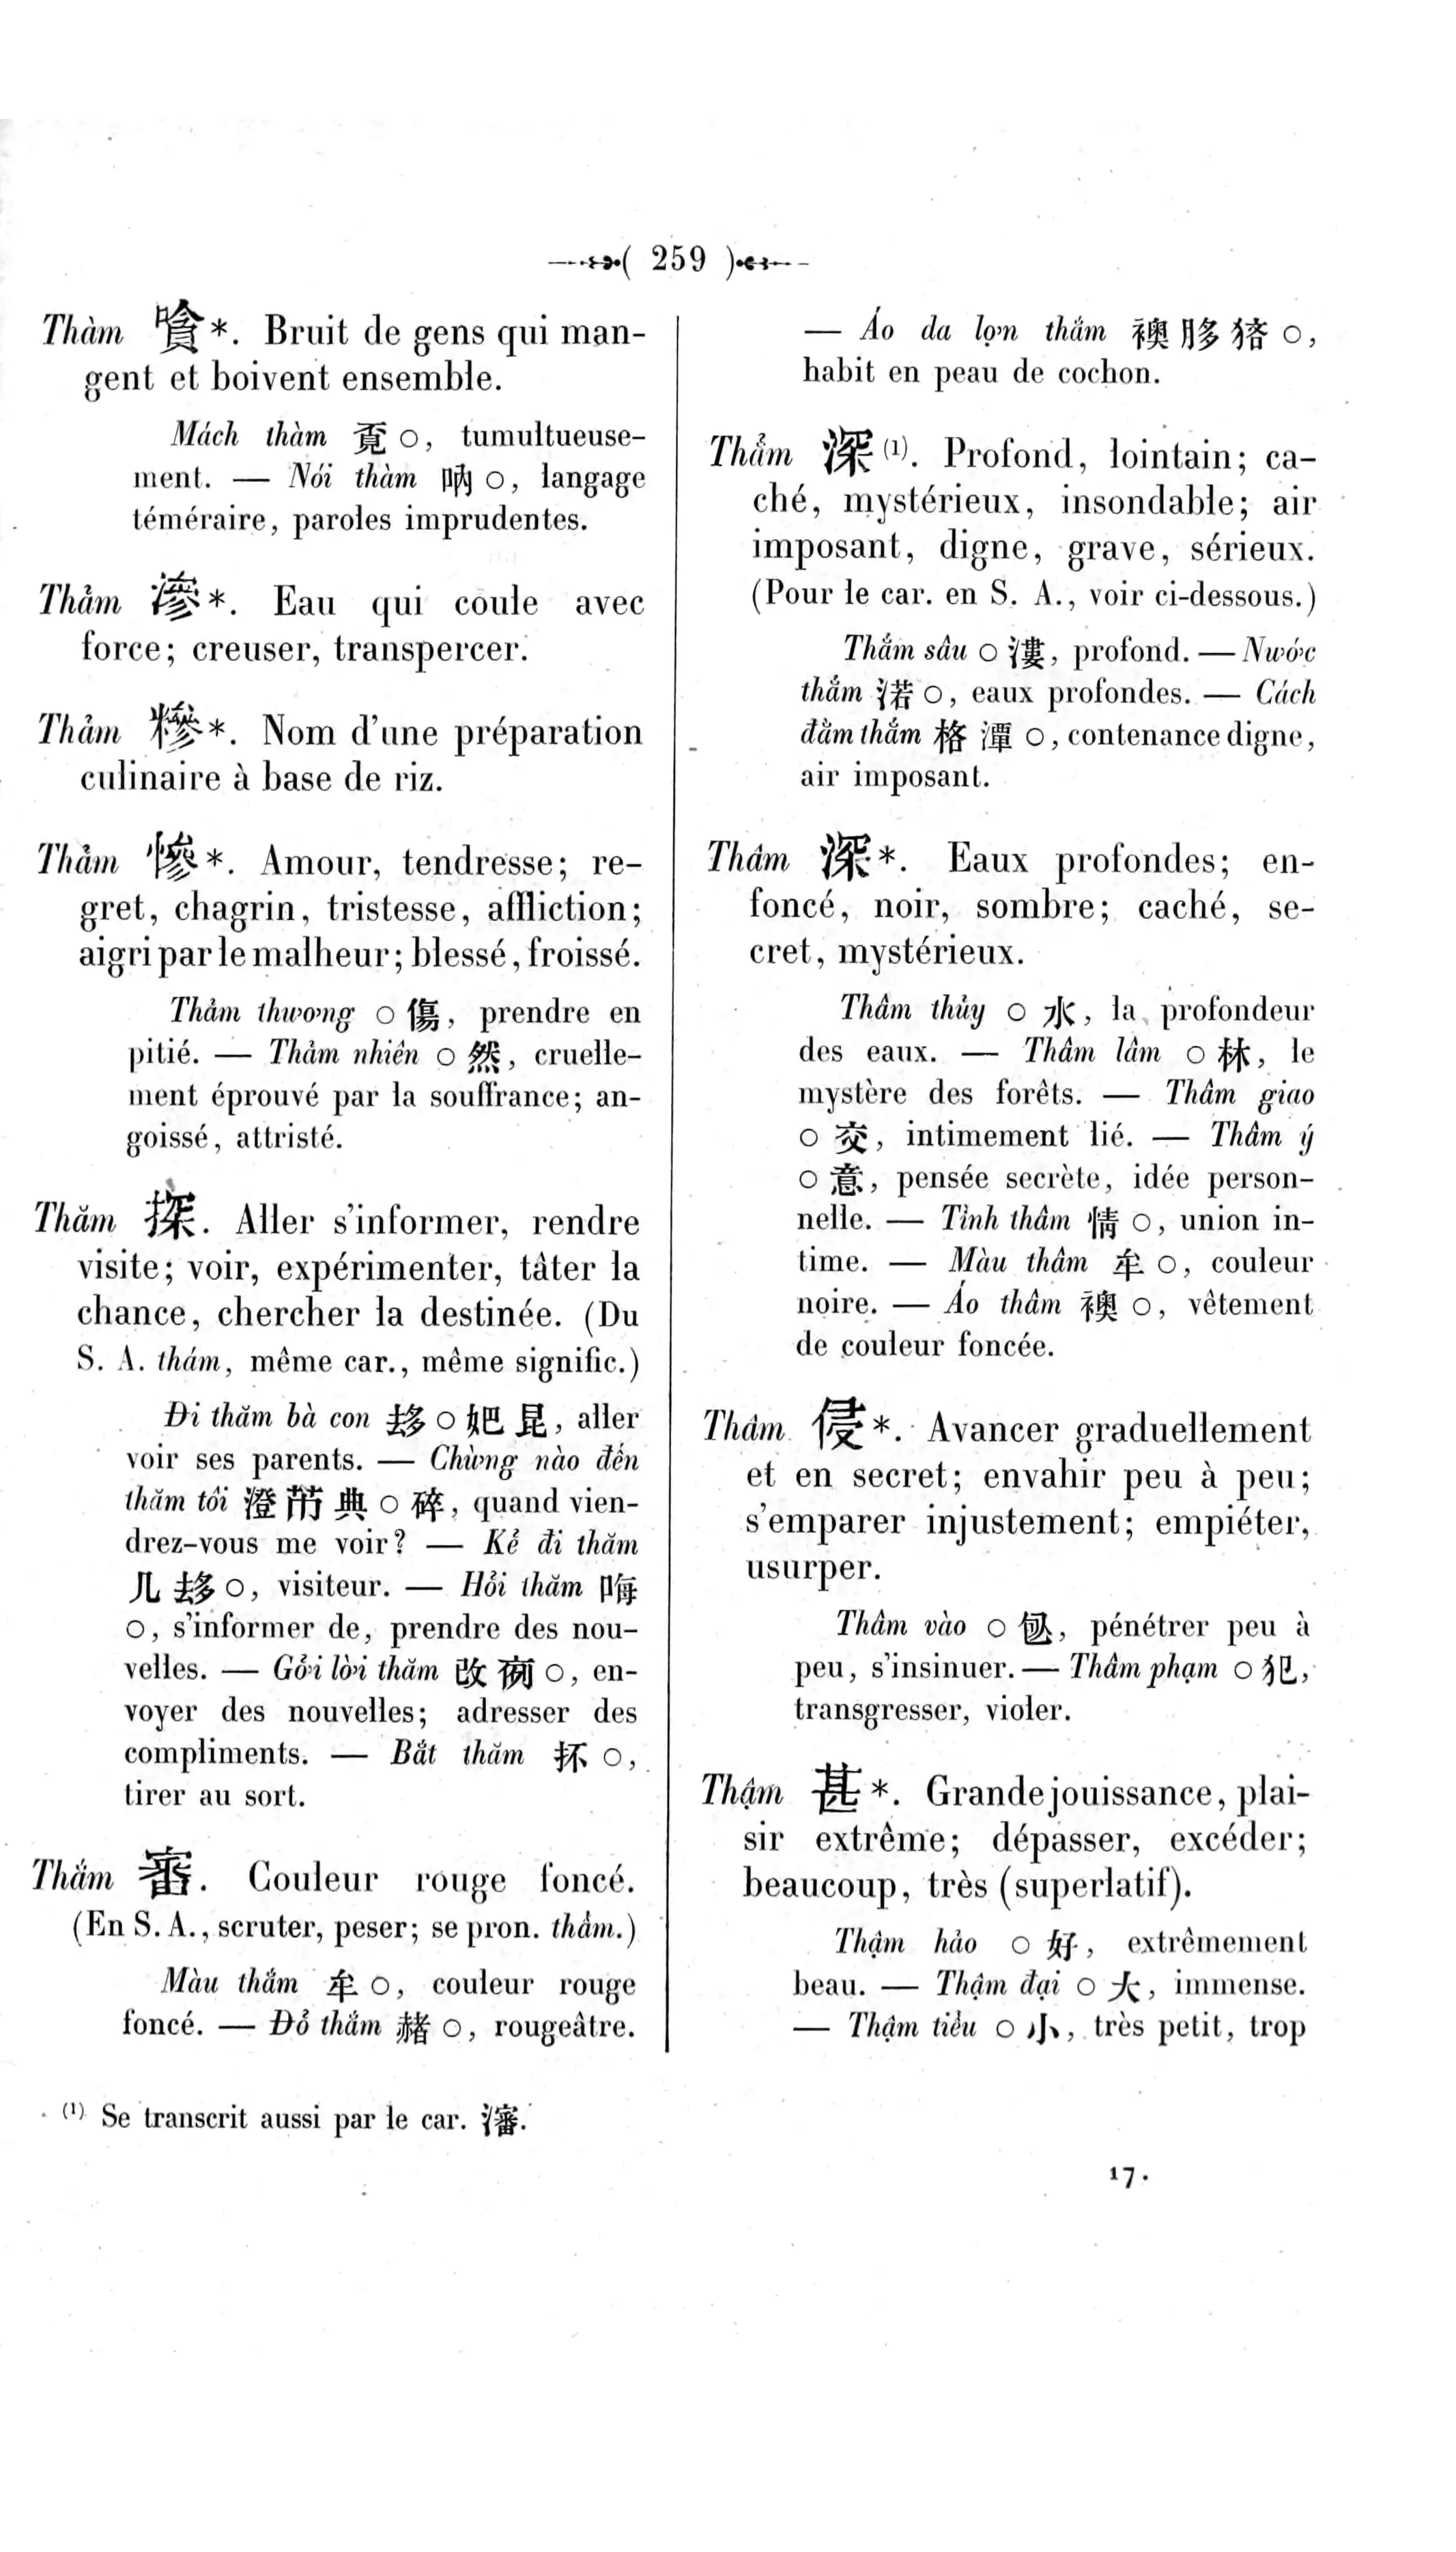 ( 259 )
Thàm 嗿*. Bruit de gens qui man-
gent et boivent ensemble.
Mách thàm 覔 ○, tumultueuse-
ment. — Nói thàm 吶 ○, langage
téméraire, paroles imprudentes.
Thảm 滲*. Eau qui coule avec
force; creuser, transpercer.
Thảm 糝*. Nom d'une préparation
culinaire à base de riz.
Thảm 慘*. Amour, tendresse; re-
gret, chagrin, tristesse, affliction;
aigri par le malheur; blessé, froissé.
Thảm thương ○ 傷, prendre en
pitié. — Thảm nhiên ○ 然, cruelle-
ment éprouvé par la souffrance; an-
goissé, attristé.
Thăm 探. Aller s'informer, rendre
visite; voir, expérimenter, tâter la
chance, chercher la destinée. (Du
S. A. thám, même car., même signific.)
Đi thăm bà con 𠫾 ○ 妑 昆, aller
voir ses parents. — Chừng nào đến
thăm tôi 澄 芇 典 ○ 碎, quand vien-
drez-vous me voir? — Kẻ đi thăm
几 𠫾 ○, visiteur. — Hỏi thăm 𠳨
○, s'informer de, prendre des nou-
velles. — Gởi lời thăm 改 ○, en-
voyer des nouvelles; adresser des
compliments. — Bắt thăm 抔 ○,
tirer au sort.
Thắm 審. Couleur rouge foncé.
(En S. A., scruter, peser; se pron. thẩm.)
Màu thắm 牟 ○, couleur rouge
foncé. — Đỏ thắm 赭 ○, rougeâtre.
— Áo da lợn thắm 襖 ○,
habit en peau de cochon.
Thẳm 深 (1). Profond, lointain; ca-
ché, mystérieux, insondable; air
imposant, digne, grave, sérieux.
(Pour le car. en S. A., voir ci-dessous.)
Thẳm sâu ○ 漊, profond. — Nước
thẳm 渃 ○, eaux profondes. — Cách
đằm thẳm 格 潭 ○, contenance digne,
air imposant.
Thâm 深*. Eaux profondes; en-
foncé, noir, sombre; caché, se-
cret, mystérieux.
Thâm thủy ○ 水, la profondeur
des eaux. — Thâm lâm ○ 林, le
mystère des forêts. — Thâm giao
○ 交, intimement lié. — Thâm ý
○ 意, pensée secrète, idée person-
nelle. — Tình thâm 情 ○, union in-
time. — Màu thâm 牟 ○, couleur
noire. — Áo thâm 襖 ○, vêtement
de couleur foncée.
Thâm 侵*. Avancer graduellement
et en secret; envahir peu à peu;
s'emparer injustement; empiéter,
usurper.
Thâm vào ○, pénétrer peu à
peu, s'insinuer. — Thâm phạm ○ 犯,
transgresser, violer.
Thậm 甚*. Grande jouissance, plai-
sir extrême; dépasser, excéder;
beaucoup, très (superlatif).
Thậm hảo ○ 好, extrêmement
beau. — Thậm đại ○ 大, immense.
— Thậm tiểu ○ 小, très petit, trop
(1) Se transcrit aussi par le car. 瀋.
17.